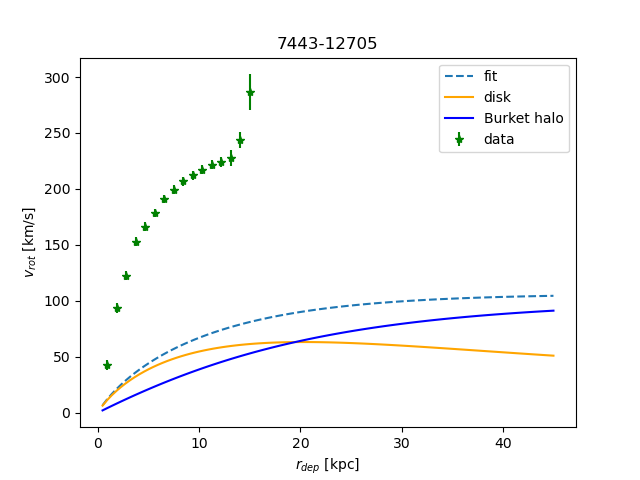 7443-12705
300
250
200
150
100
50
0
v_rot [km/s]
fit
disk
Burket halo
data
0 10 20 30 40
r_dep [kpc]